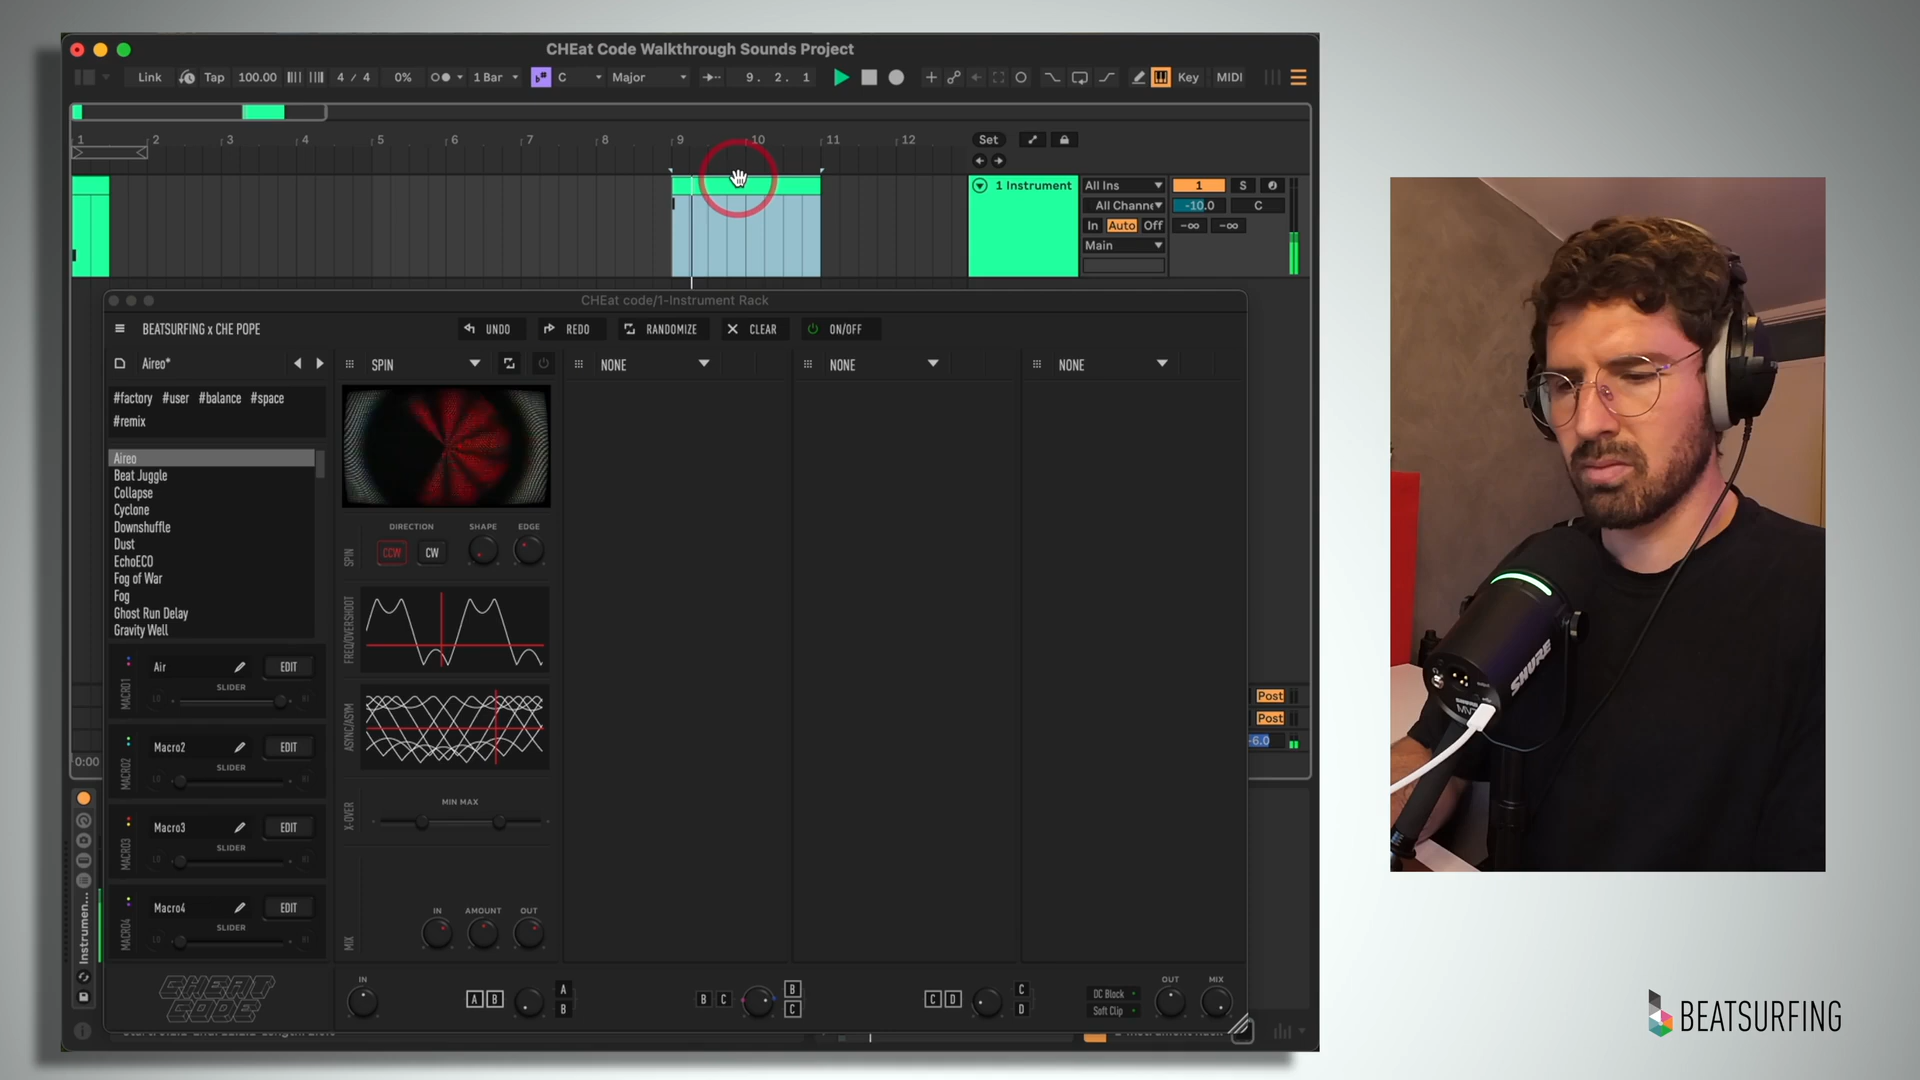 CHEat Code Walkthrough Sounds Project
Link Tap 100.00 4 / 4 0% 1 Bar C Major 9. 2. 1 Key MIDI
1 2 3 4 5 6 7 8 9 10 11 12 Set
1 Instrument All Ins 1 S
All Channe -10.0 C
In Auto Off -∞ -∞
Main
CHEat code/1-Instrument Rack
BEATSURFING x CHE POPE UNDO REDO RANDOMIZE CLEAR ON/OFF
Aireo* SPIN NONE NONE NONE
#factory #user #balance #space
#remix
Aireo
Beat Juggle
Collapse
Cyclone
Downshuffle
Dust
EchoECO
Fog of War
Fog
Ghost Run Delay
Gravity Well
DIRECTION SHAPE EDGE
SPIN CCW CW
FREQ/OVERSHOOT
ASYNC/ASYM
X-OVER MIN MAX
MIX IN AMOUNT OUT
MACRO1 Air EDIT
SLIDER
LO HI
MACRO2 Macro2 EDIT
SLIDER
MACRO3 Macro3 EDIT
SLIDER
MACRO4 Macro4 EDIT
SLIDER
Post
Post
-6.0
0:00
Instrumen...
CHEAT
CODE
IN A B A B
B C B C
C D C D
DC Block
Soft Clip
OUT MIX
SHURE
BEATSURFING